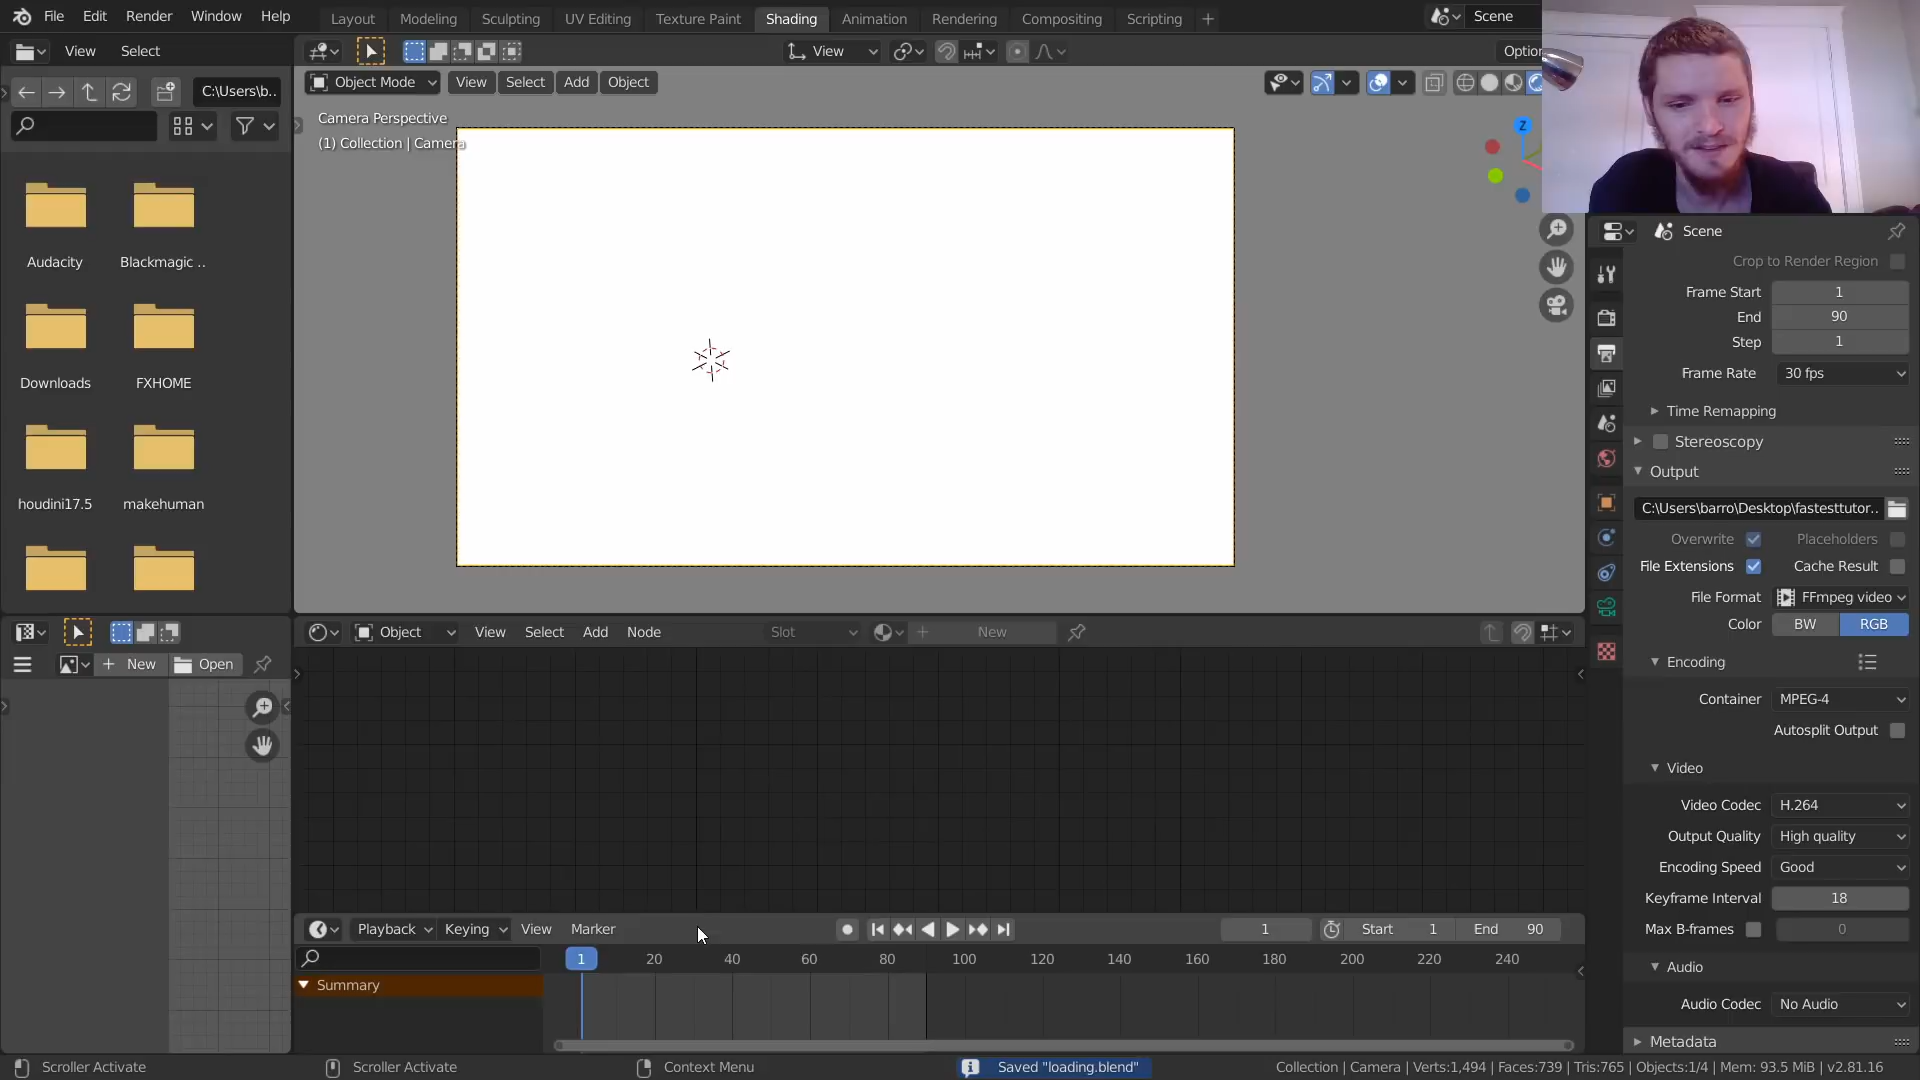 File Edit Render Window Help
Layout Modeling Sculpting UV Editing Texture Paint Shading Animation Rendering Compositing Scripting +
Scene
View Select
View
Optio
C:\Users\b..
Object Mode View Select Add Object
Camera Perspective
(1) Collection | Camera
Z
Audacity
Blackmagic ..
Downloads
FXHOME
houdini17.5
makehuman
Scene
Crop to Render Region
Frame Start 1
End 90
Step 1
Frame Rate 30 fps
Time Remapping
Stereoscopy
Output
C:\Users\barro\Desktop\fastesttutor..
Overwrite Placeholders
File Extensions Cache Result
File Format FFmpeg video
Color BW RGB
Encoding
Container MPEG-4
Autosplit Output
Video
Video Codec H.264
Output Quality High quality
Encoding Speed Good
Keyframe Interval 18
Max B-frames 0
Audio
Audio Codec No Audio
Metadata
Object View Select Add Node Slot New
New Open
Playback Keying View Marker 1 Start 1 End 90
1 20 40 60 80 100 120 140 160 180 200 220 240
Summary
Scroller Activate Scroller Activate Context Menu Saved "loading.blend" Collection | Camera | Verts:1,494 | Faces:739 | Tris:765 | Objects:1/4 | Mem: 93.5 MiB | v2.81.16